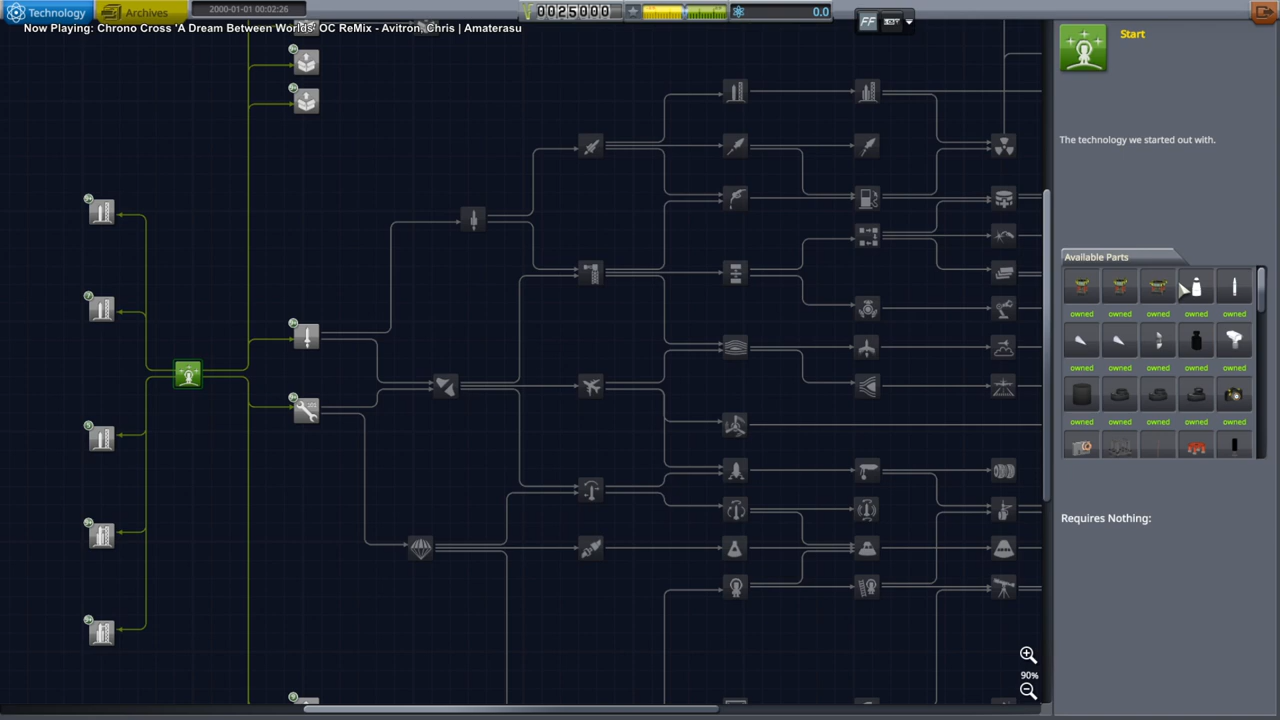 Technology
Archives
2000-01-01 00:02:26
0025000
0.0
FF
Now Playing: Chrono Cross 'A Dream Between Worlds' OC ReMix - Avitron, Chris | Amaterasu
Start
The technology we started out with.
Available Parts
owned owned owned owned owned
owned owned owned owned owned
owned owned owned owned owned
Requires Nothing:
90%